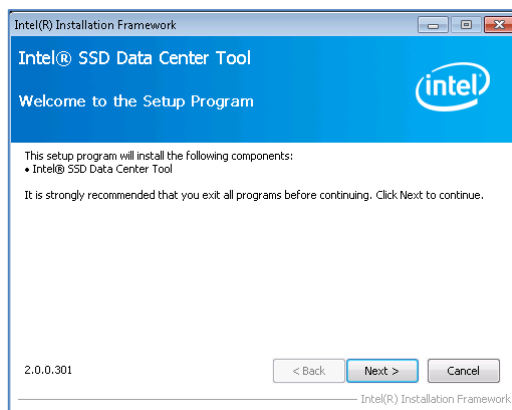 Intel(R) Installation Framework
Intel® SSD Data Center Tool
Welcome to the Setup Program
intel
This setup program will install the following components:
• Intel® SSD Data Center Tool
It is strongly recommended that you exit all programs before continuing. Click Next to continue.
2.0.0.301
< Back
Next >
Cancel
Intel(R) Installation Framework